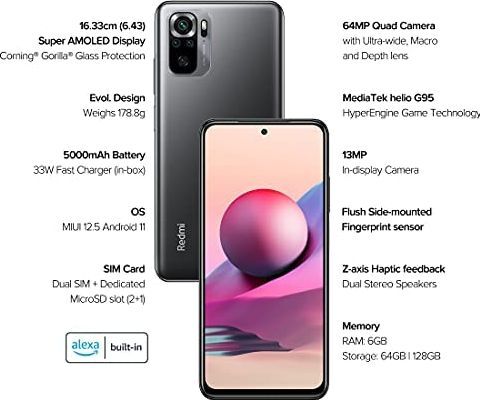 16.33cm (6.43)
Super AMOLED Display
Corning® Gorilla® Glass Protection
Evol. Design
Weighs 178.8g
5000mAh Battery
33W Fast Charger (in-box)
OS
MIUI 12.5 Android 11
SIM Card
Dual SIM + Dedicated
MicroSD slot (2+1)
alexa
built-in
Redmi
64MP Quad Camera
with Ultra-wide, Macro
and Depth lens
MediaTek helio G95
HyperEngine Game Technology
13MP
In-display Camera
Flush Side-mounted
Fingerprint sensor
Z-axis Haptic feedback
Dual Stereo Speakers
Memory
RAM: 6GB
Storage: 64GB | 128GB